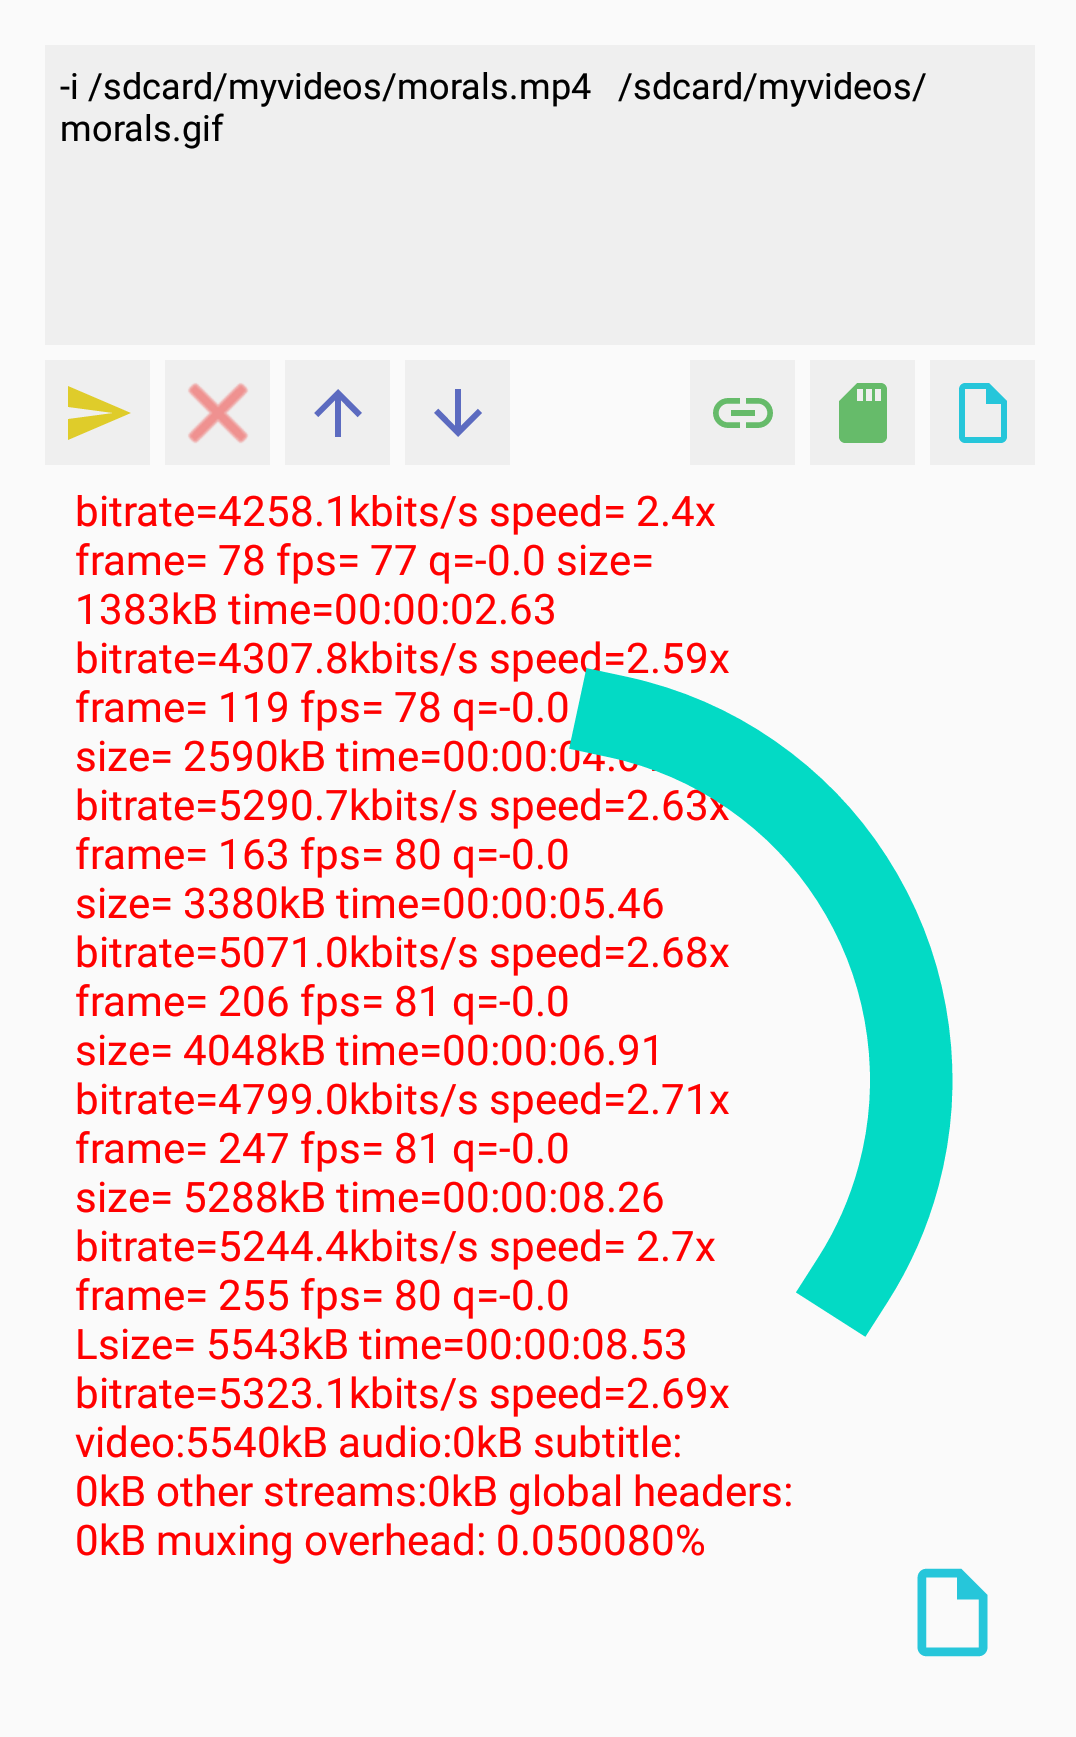 -i /sdcard/myvideos/morals.mp4   /sdcard/myvideos/
morals.gif
bitrate=4258.1kbits/s speed= 2.4x
frame= 78 fps= 77 q=-0.0 size=
1383kB time=00:00:02.63
bitrate=4307.8kbits/s speed=2.59x
frame= 119 fps= 78 q=-0.0
size= 2590kB
bitrate=5290.7kbits/s speed=2.63x
frame= 163 fps= 80 q=-0.0
size= 3380kB time=00:00:05.46
bitrate=5071.0kbits/s speed=2.68x
frame= 206 fps= 81 q=-0.0
size= 4048kB time=00:00:06.91
bitrate=4799.0kbits/s speed=2.71x
frame= 247 fps= 81 q=-0.0
size= 5288kB time=00:00:08.26
bitrate=5244.4kbits/s speed= 2.7x
frame= 255 fps= 80 q=-0.0
Lsize= 5543kB time=00:00:08.53
bitrate=5323.1kbits/s speed=2.69x
video:5540kB audio:0kB subtitle:
0kB other streams:0kB global headers:
0kB muxing overhead: 0.050080%